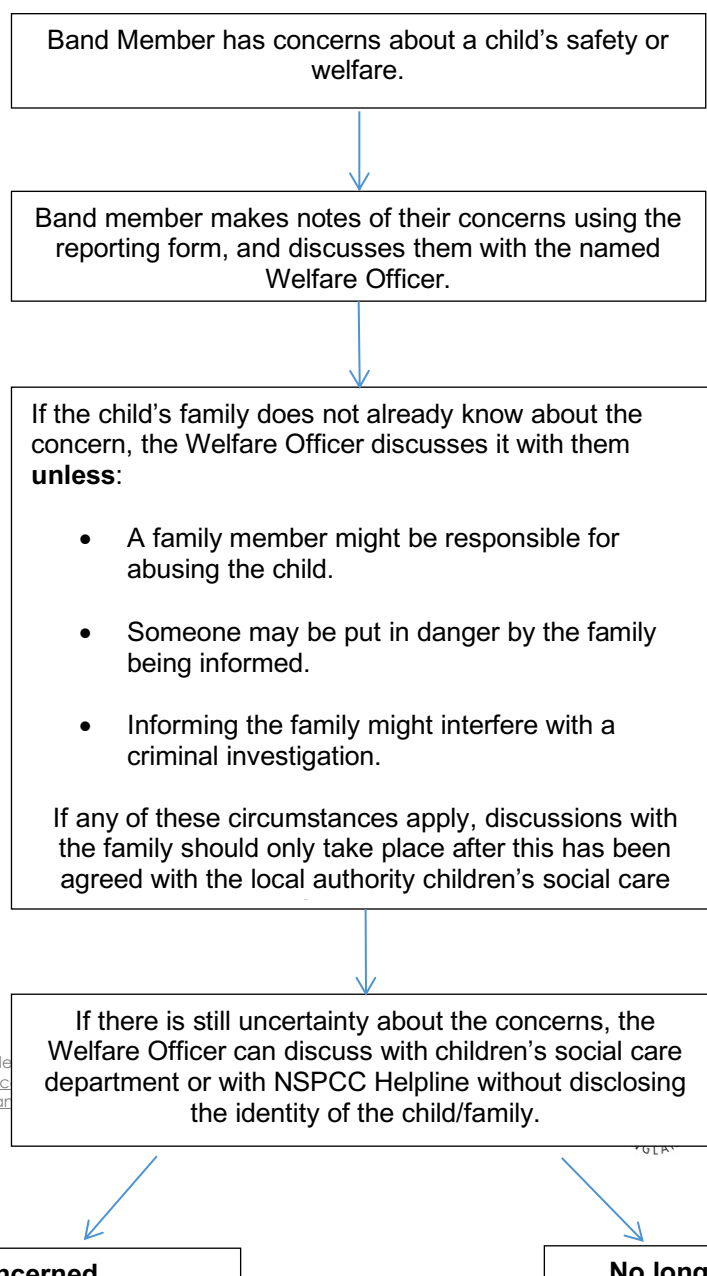 Band Member has concerns about a child’s safety or
welfare.
Band member makes notes of their concerns using the
reporting form, and discusses them with the named
Welfare Officer.
If the child’s family does not already know about the
concern, the Welfare Officer discusses it with them
unless:
• A family member might be responsible for
abusing the child.
• Someone may be put in danger by the family
being informed.
• Informing the family might interfere with a
criminal investigation.
If any of these circumstances apply, discussions with
the family should only take place after this has been
agreed with the local authority children’s social care
If there is still uncertainty about the concerns, the
Welfare Officer can discuss with children’s social care
department or with NSPCC Helpline without disclosing
the identity of the child/family.
No